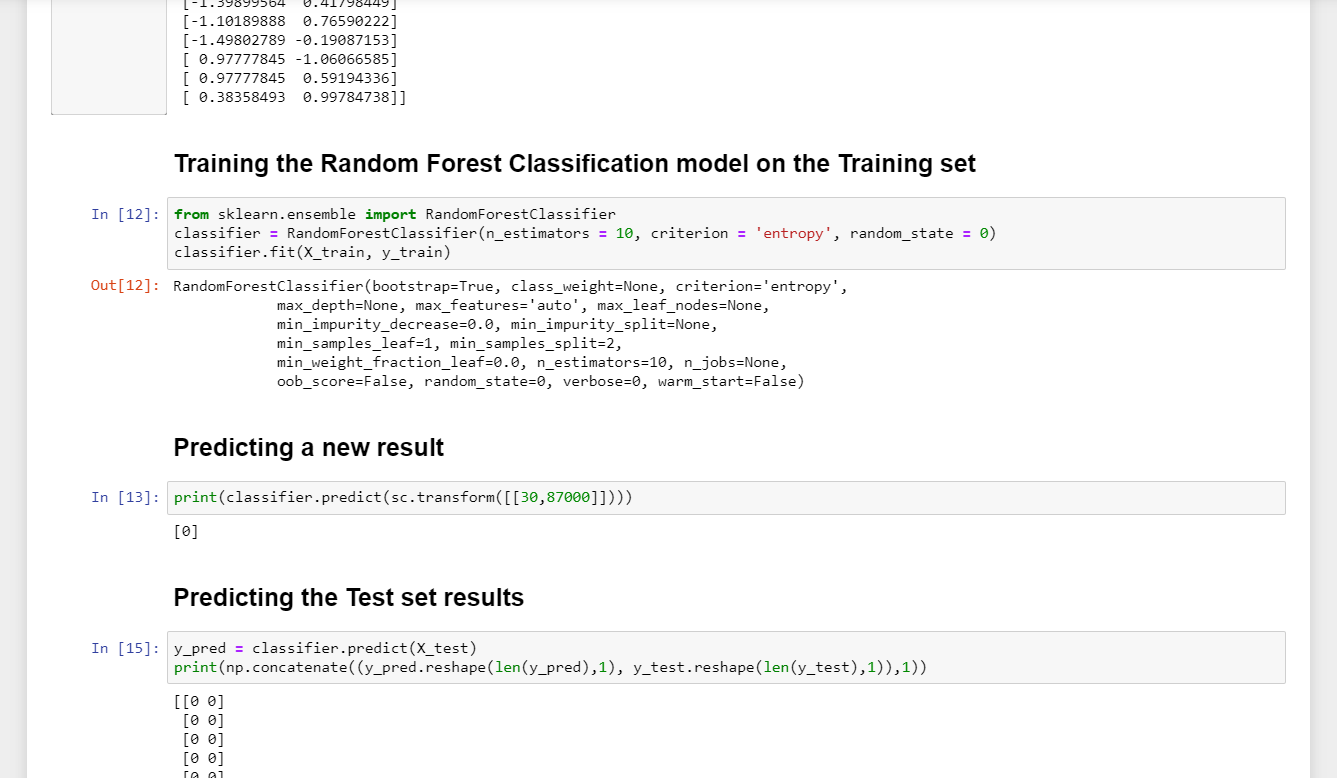 [-1.39899564  0.41798449]
[-1.10189888  0.76590222]
[-1.49802789 -0.19087153]
[ 0.97777845 -1.06066585]
[ 0.97777845  0.59194336]
[ 0.38358493  0.99784738]]
Training the Random Forest Classification model on the Training set
In [12]: from sklearn.ensemble import RandomForestClassifier
classifier = RandomForestClassifier(n_estimators = 10, criterion = 'entropy', random_state = 0)
classifier.fit(X_train, y_train)
Out[12]: RandomForestClassifier(bootstrap=True, class_weight=None, criterion='entropy',
max_depth=None, max_features='auto', max_leaf_nodes=None,
min_impurity_decrease=0.0, min_impurity_split=None,
min_samples_leaf=1, min_samples_split=2,
min_weight_fraction_leaf=0.0, n_estimators=10, n_jobs=None,
oob_score=False, random_state=0, verbose=0, warm_start=False)
Predicting a new result
In [13]: print(classifier.predict(sc.transform([[30,87000]])))
[0]
Predicting the Test set results
In [15]: y_pred = classifier.predict(X_test)
print(np.concatenate((y_pred.reshape(len(y_pred),1), y_test.reshape(len(y_test),1)),1))
[[0 0]
[0 0]
[0 0]
[0 0]
[0 0]